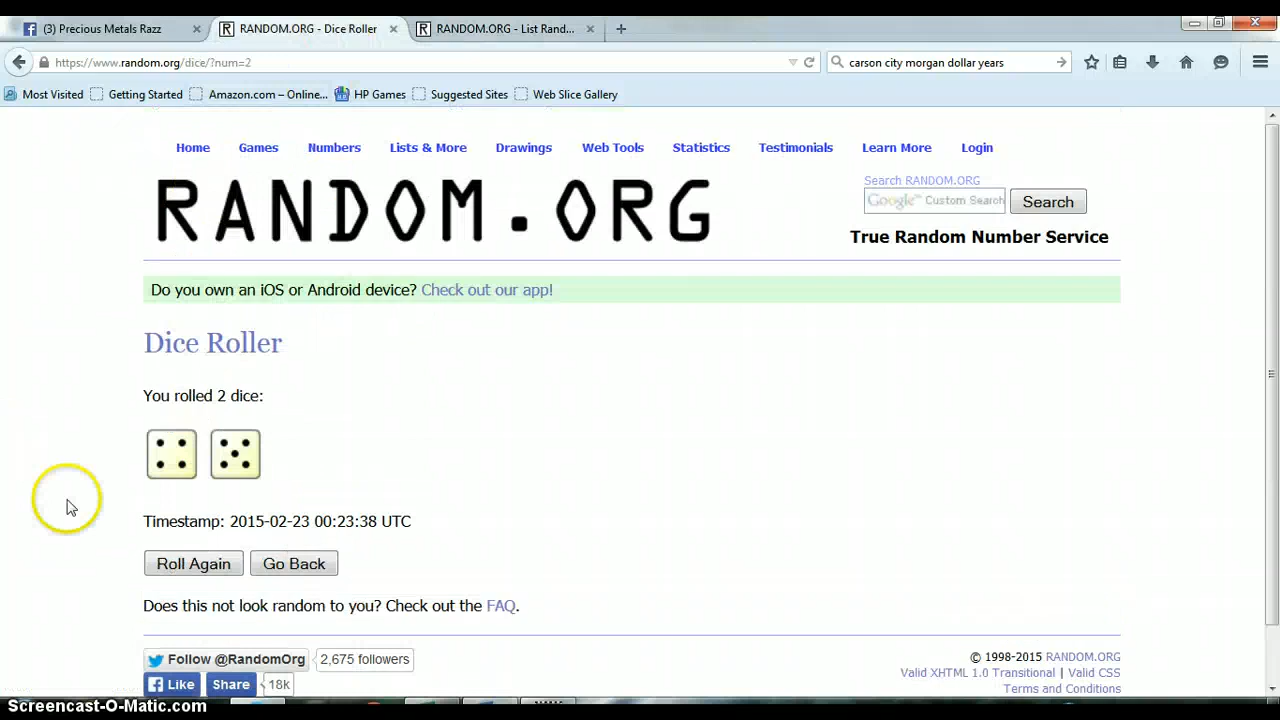 (3) Precious Metals Razz
RANDOM.ORG - Dice Roller
RANDOM.ORG - List Rand...
https://www.random.org/dice/?num=2
carson city morgan dollar years
Most Visited
Getting Started
Amazon.com – Online...
HP Games
Suggested Sites
Web Slice Gallery
Home
Games
Numbers
Lists & More
Drawings
Web Tools
Statistics
Testimonials
Learn More
Login
RANDOM.ORG
Search RANDOM.ORG
Google™ Custom Search
Search
True Random Number Service
Do you own an iOS or Android device? Check out our app!
Dice Roller
You rolled 2 dice:
Timestamp: 2015-02-23 00:23:38 UTC
Roll Again
Go Back
Does this not look random to you? Check out the FAQ.
Follow @RandomOrg
2,675 followers
Like
Share
18k
© 1998-2015 RANDOM.ORG
Valid XHTML 1.0 Transitional | Valid CSS
Terms and Conditions
Screencast-O-Matic.com